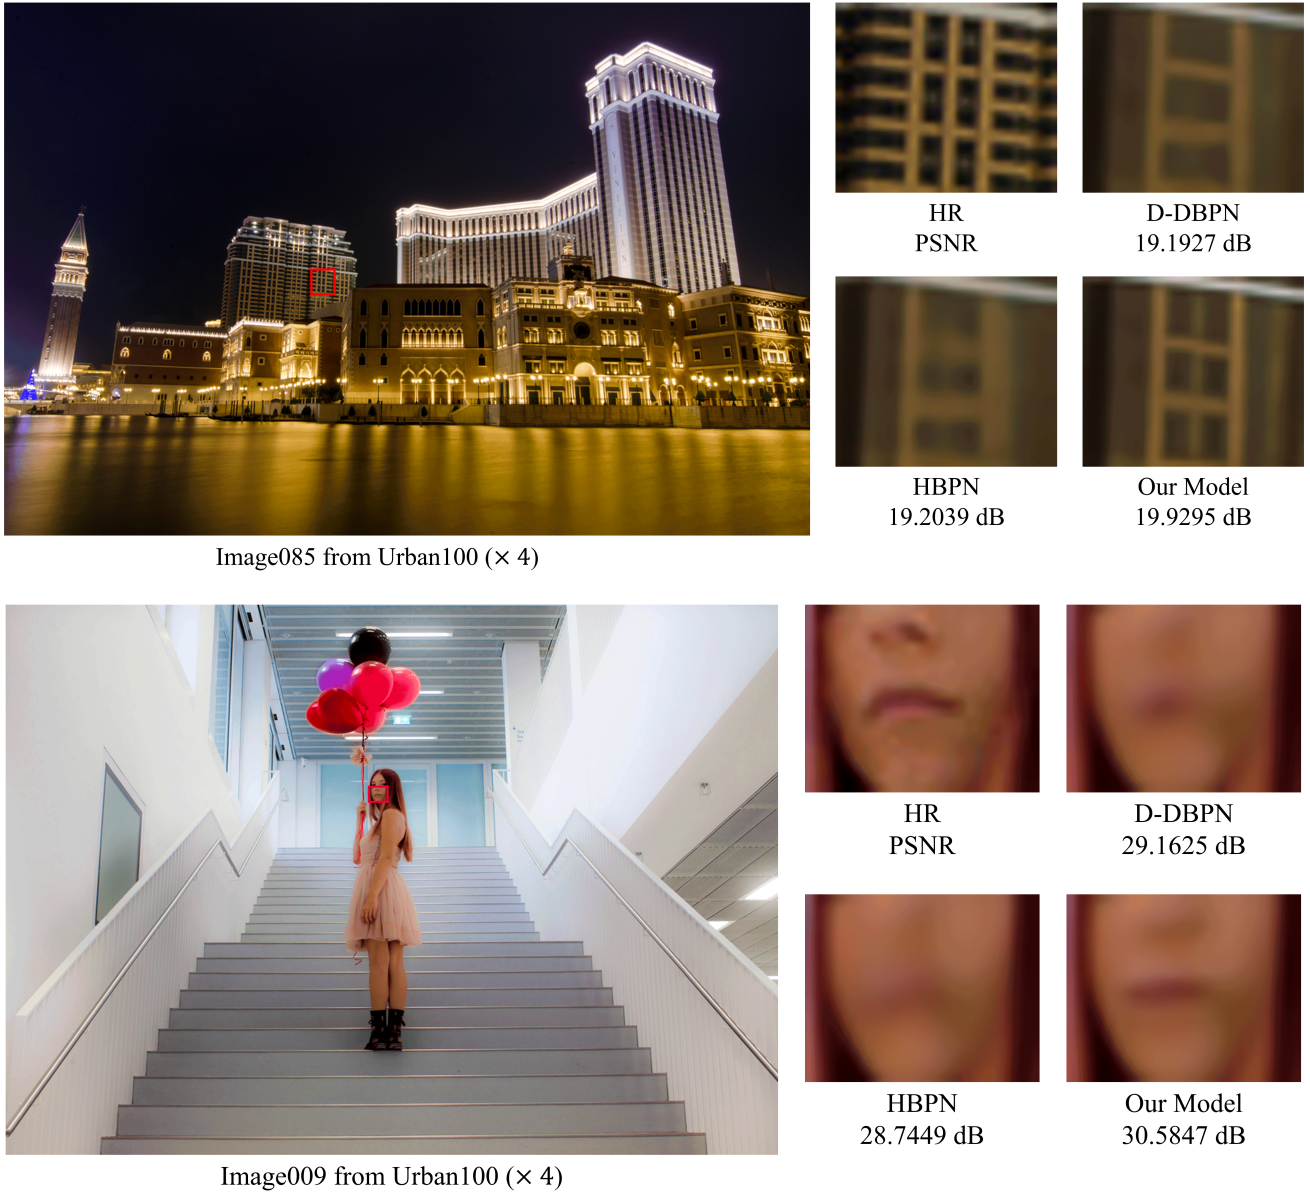 HR
PSNR
D-DBPN
19.1927 dB
HBPN
19.2039 dB
Our Model
19.9295 dB
Image085 from Urban100 (× 4)
HR
PSNR
D-DBPN
29.1625 dB
HBPN
28.7449 dB
Our Model
30.5847 dB
Image009 from Urban100 (× 4)